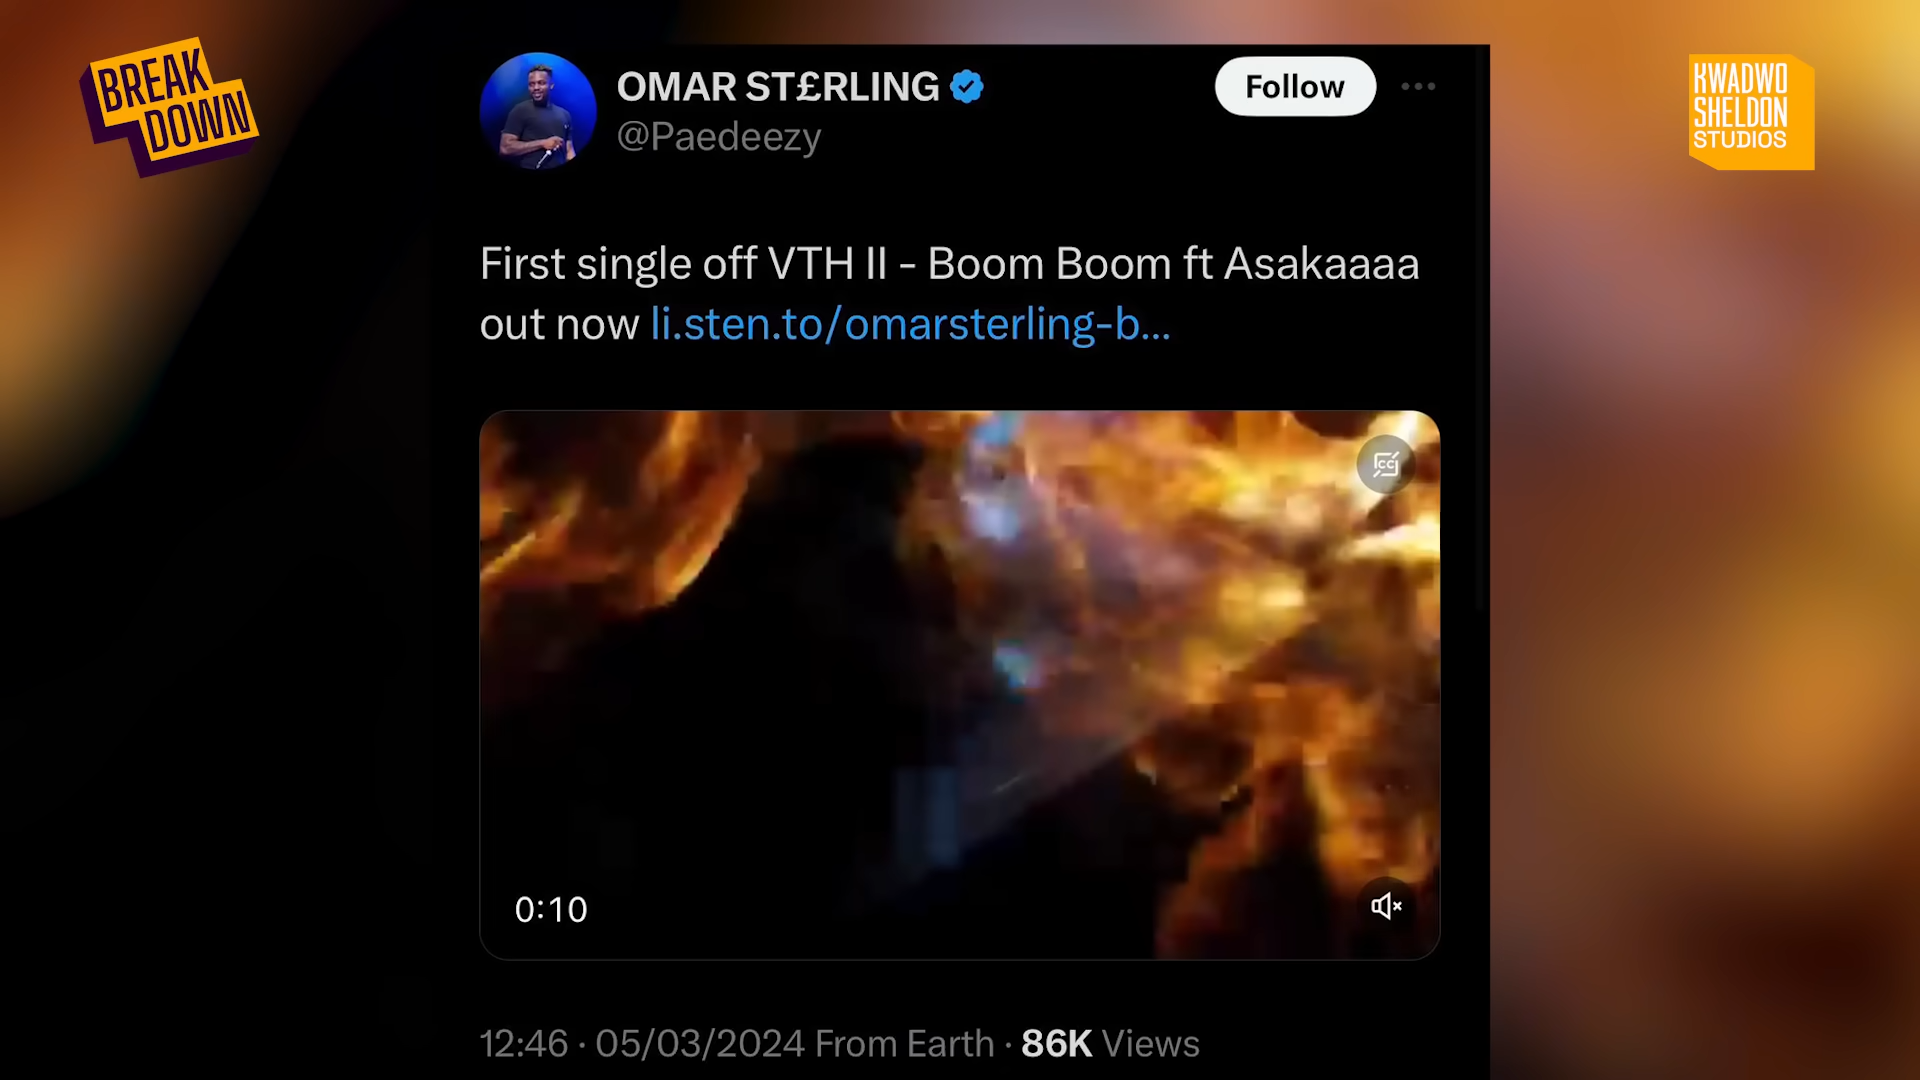 BREAK
DOWN
KWADWO
SHELDON
STUDIOS
OMAR ST£RLING
@Paedeezy
Follow
First single off VTH II - Boom Boom ft Asakaaaa
out now li.sten.to/omarsterling-b...
CC
0:10
12:46 · 05/03/2024 From Earth · 86K Views